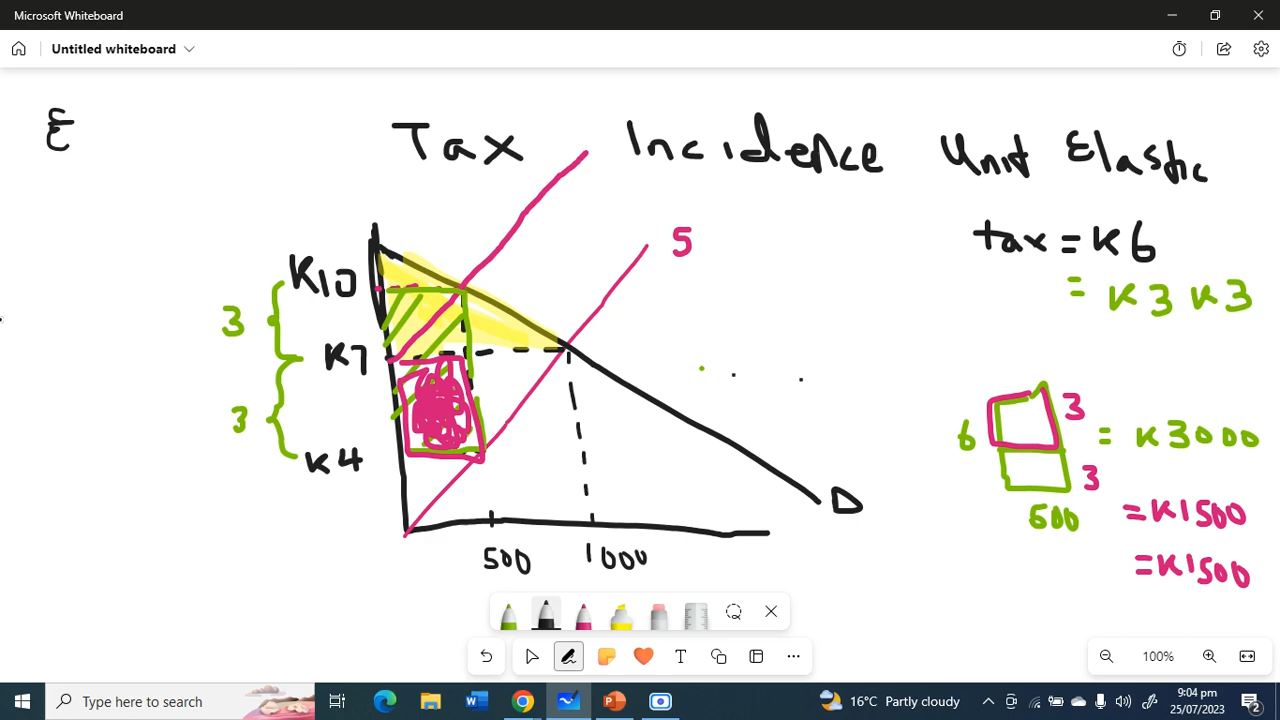 Microsoft Whiteboard
Untitled whiteboard
E
Tax Incidence Unit Elastic
tax = K6
= K3 K3
S
K10
3
K7
3
K4
D
500 1000
6 3 = K3000
3
500 = K1500
= K1500
100%
Type here to search
16°C Partly cloudy
9:04 pm
25/07/2023
2